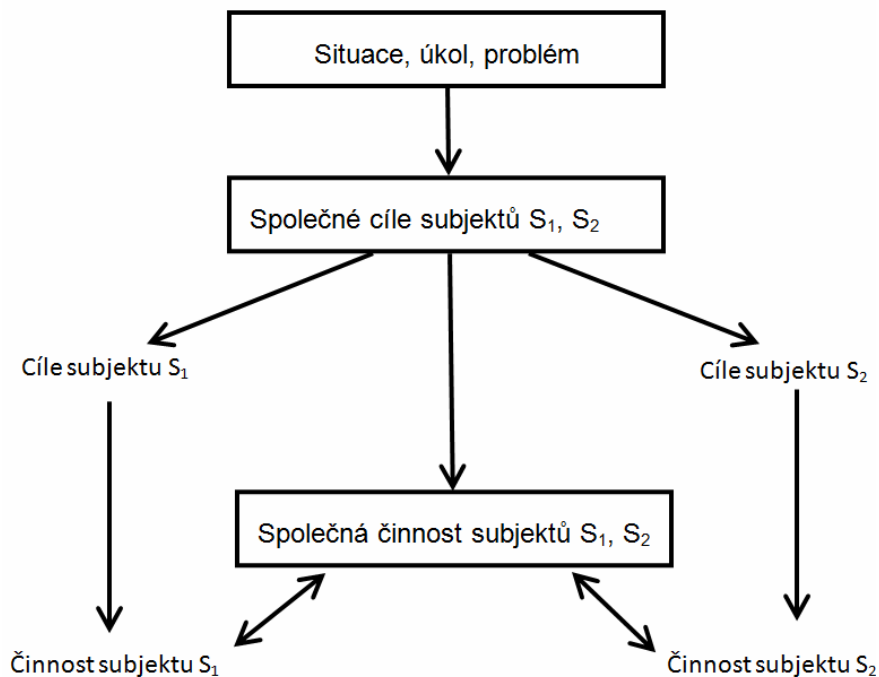 Situace, úkol, problém
Společné cíle subjektů S₁, S₂
Cíle subjektu S₁
Cíle subjektu S₂
Společná činnost subjektů S₁, S₂
Činnost subjektu S₁
Činnost subjektu S₂